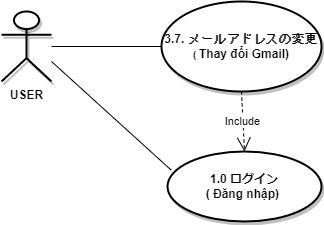 3.7. メールアドレスの変更
( Thay đổi Gmail)
USER
Include
1.0 ログイン
( Đăng nhập)